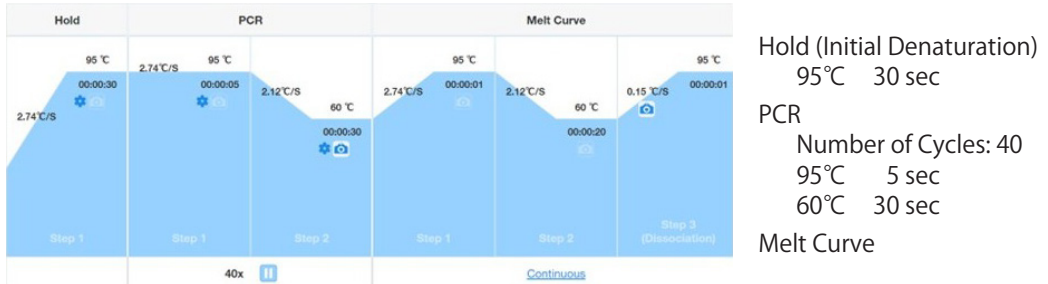 Hold
PCR
Melt Curve
95 ℃
00:00:30
2.74℃/S
Step 1
2.74℃/S
95 ℃
00:00:05
Step 1
2.12℃/S
60 ℃
00:00:30
Step 2
2.74℃/S
95 ℃
00:00:01
Step 1
2.12℃/S
60 ℃
00:00:20
Step 2
0.15 ℃/S
95 ℃
00:00:01
Step 3
(Dissociation)
40x
Continuous
Hold (Initial Denaturation)
95℃ 30 sec
PCR
Number of Cycles: 40
95℃ 5 sec
60℃ 30 sec
Melt Curve